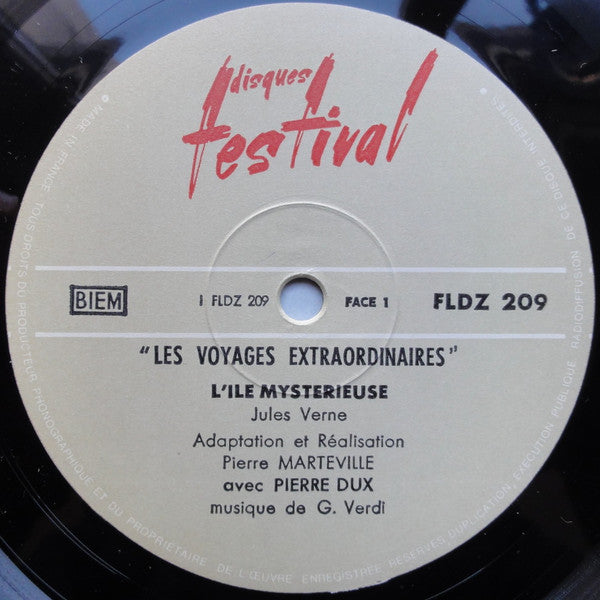 disques
festival
BIEM
I FLDZ 209
FACE 1
FLDZ 209
"LES VOYAGES EXTRAORDINAIRES"
L'ILE MYSTERIEUSE
Jules Verne
Adaptation et Réalisation
Pierre MARTEVILLE
avec PIERRE DUX
musique de G. Verdi
MADE IN FRANCE TOUS DROITS DU PRODUCTEUR PHONOGRAPHIQUE ET DU PROPRIÉTAIRE DE L'ŒUVRE ENREGISTRÉE RÉSERVÉS DUPLICATION, EXÉCUTION PUBLIQUE RADIODIFFUSION DE CE DISQUE INTERDITES